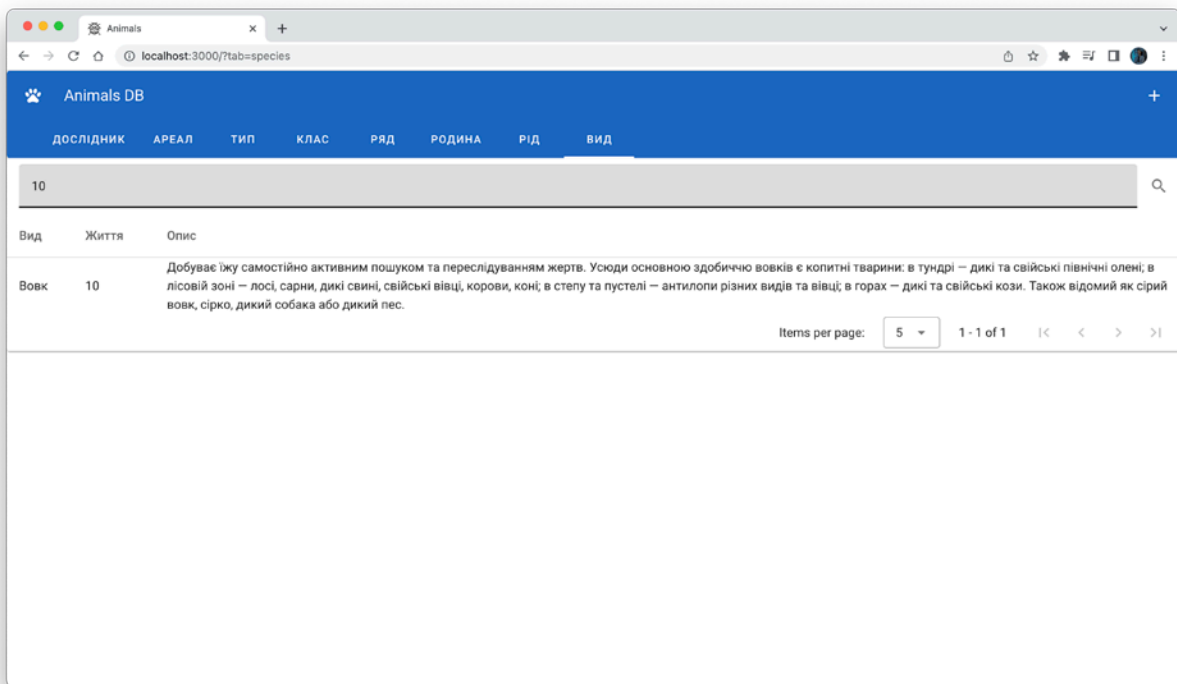 Animals
localhost:3000/?tab=species
Animals DB
ДОСЛІДНИК АРЕАЛ ТИП КЛАС РЯД РОДИНА РІД ВИД
10
Вид Життя Опис
Добуває їжу самостійно активним пошуком та переслідуванням жертв. Усюди основною здобиччю вовків є копитні тварини: в тундрі — дикі та свійські північні олені; в
Вовк 10 лісовій зоні — лосі, сарни, дикі свині, свійські вівці, корови, коні; в степу та пустелі — антилопи різних видів та вівці; в горах — дикі та свійські кози. Також відомий як сірий
вовк, сірко, дикий собака або дикий пес.
Items per page: 5 1 - 1 of 1